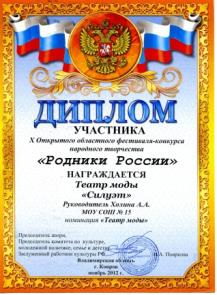 ДИПЛОМ
УЧАСТНИКА
X Открытого областного фестиваля-конкурса
народного творчества
«Родники России»
НАГРАЖДАЕТСЯ
Театр моды
«Силуэт»
Руководитель Холина А.А.
МОУ СОШ № 15
номинация «Театр моды»
Председатель жюри,
Председатель комитета по культуре,
молодежной политике, семье и детству
Заслуженный работник культуры РФ
Владимирская область
г. Ковров
ноябрь 2012 г.